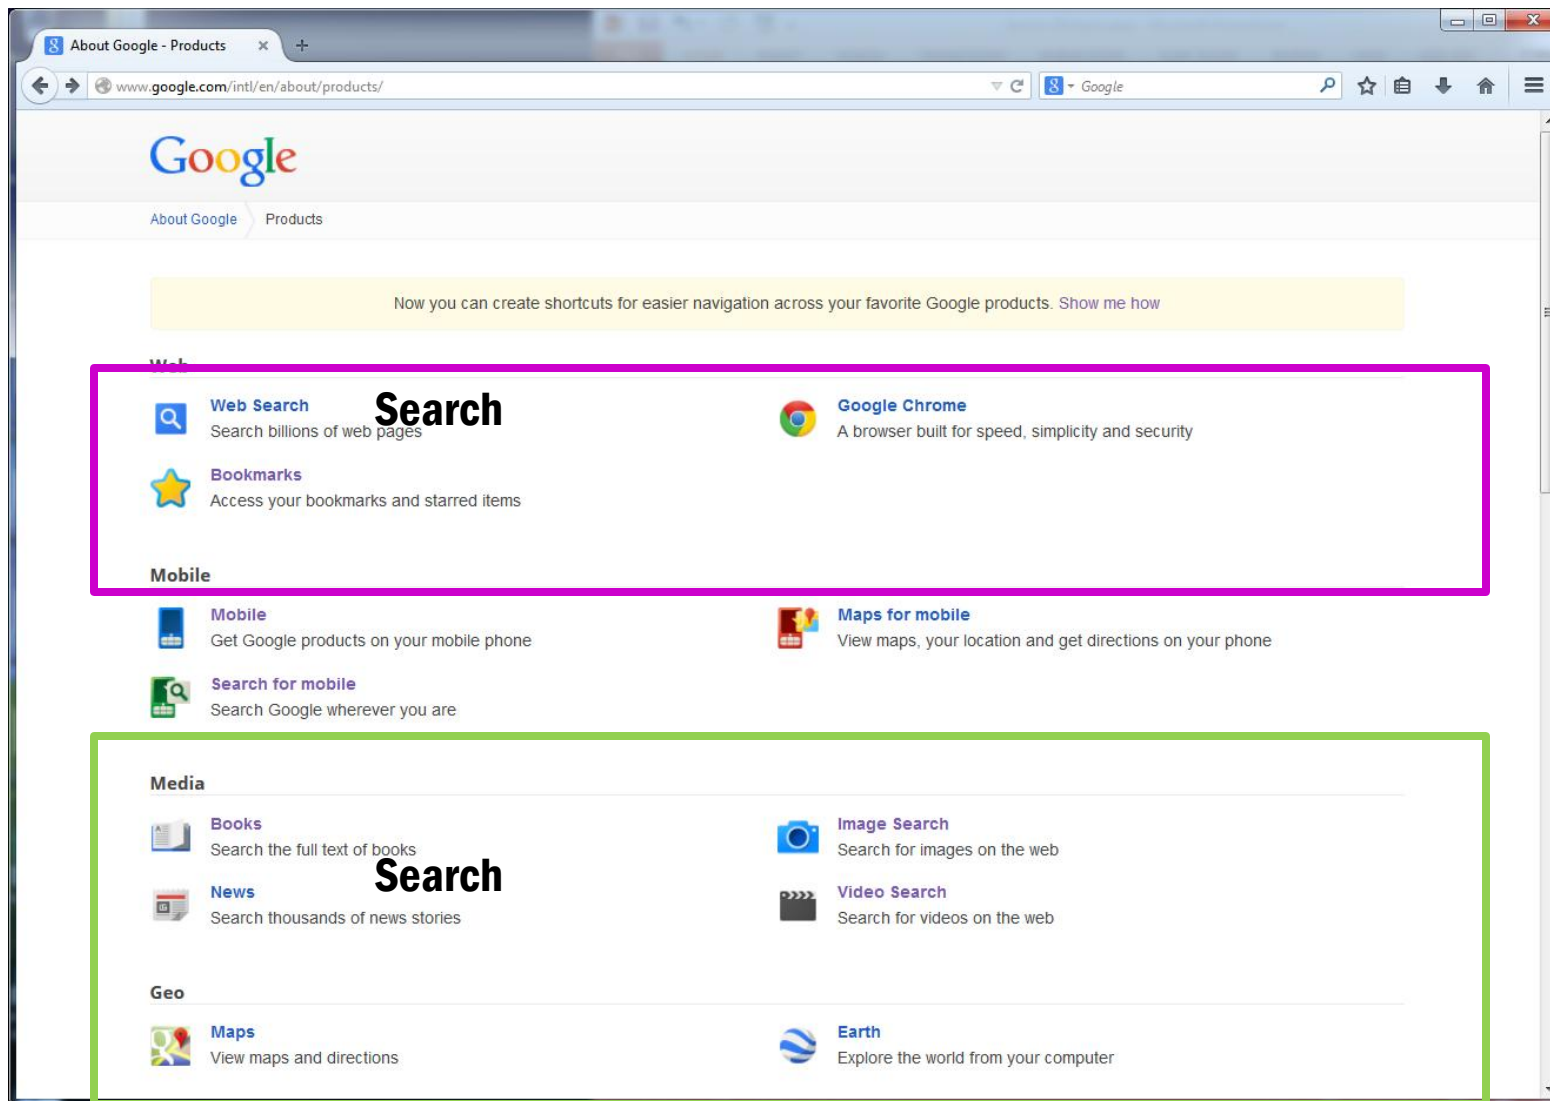 About Google - Products
www.google.com/intl/en/about/products/
Google
Google
About Google Products
Now you can create shortcuts for easier navigation across your favorite Google products. Show me how
Web
Web Search
Search billions of web pages
Search
Google Chrome
A browser built for speed, simplicity and security
Bookmarks
Access your bookmarks and starred items
Mobile
Mobile
Get Google products on your mobile phone
Maps for mobile
View maps, your location and get directions on your phone
Search for mobile
Search Google wherever you are
Media
Books
Search the full text of books
Image Search
Search for images on the web
Search
News
Search thousands of news stories
Video Search
Search for videos on the web
Geo
Maps
View maps and directions
Earth
Explore the world from your computer